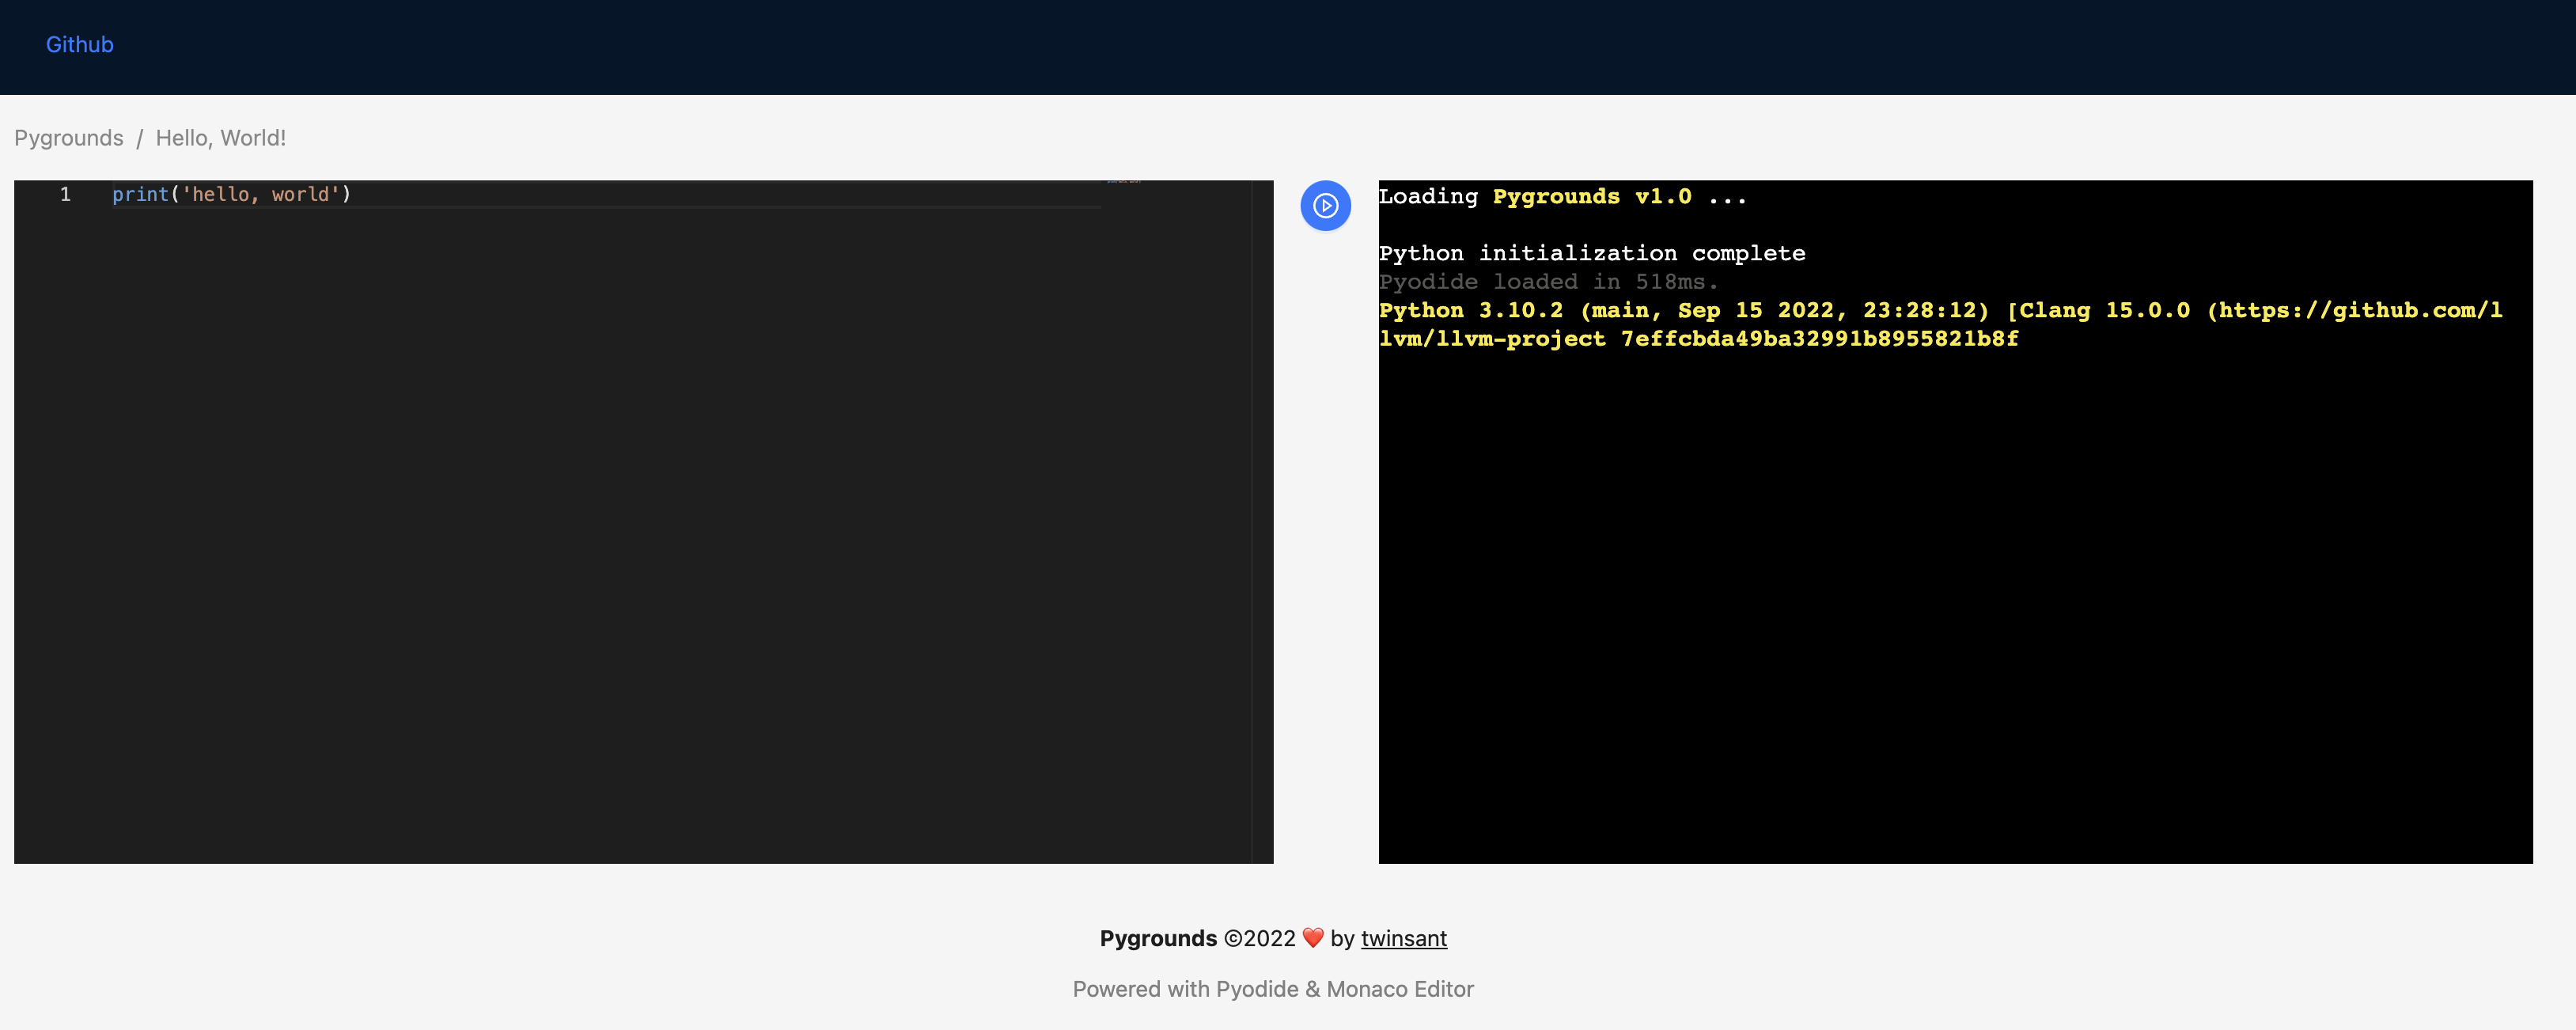 Github
Pygrounds / Hello, World!
1 print('hello, world')
Loading Pygrounds v1.0 ...
Python initialization complete
Pyodide loaded in 518ms.
Python 3.10.2 (main, Sep 15 2022, 23:28:12) [Clang 15.0.0 (https://github.com/l
lvm/llvm-project 7effcbda49ba32991b8955821b8f
Pygrounds ©2022 ❤️ by twinsant
Powered with Pyodide & Monaco Editor